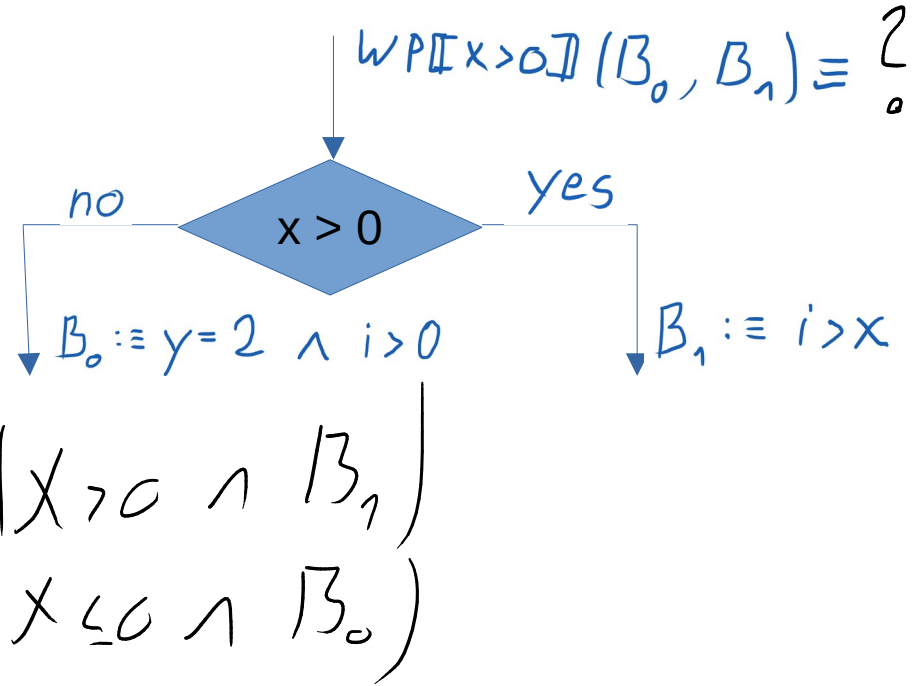 WP⟦x>0⟧(B₀, B₁) ≡ ?
no
yes
x > 0
B₀ :≡ y=2 ∧ i>0
B₁ :≡ i>x
(x>0 ∧ B₁)
x≤0 ∧ B₀)